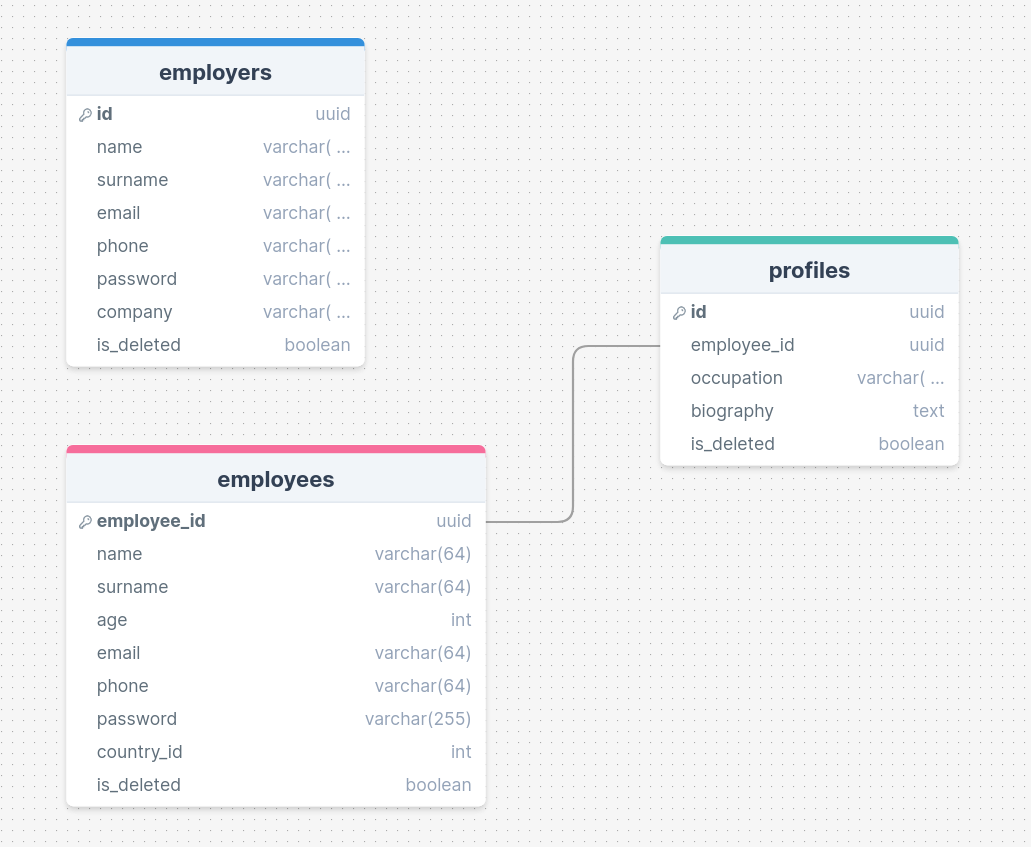 employers
id uuid
name varchar( ...
surname varchar( ...
email varchar( ...
phone varchar( ...
password varchar( ...
company varchar( ...
is_deleted boolean
profiles
id uuid
employee_id uuid
occupation varchar( ...
biography text
is_deleted boolean
employees
employee_id uuid
name varchar(64)
surname varchar(64)
age int
email varchar(64)
phone varchar(64)
password varchar(255)
country_id int
is_deleted boolean